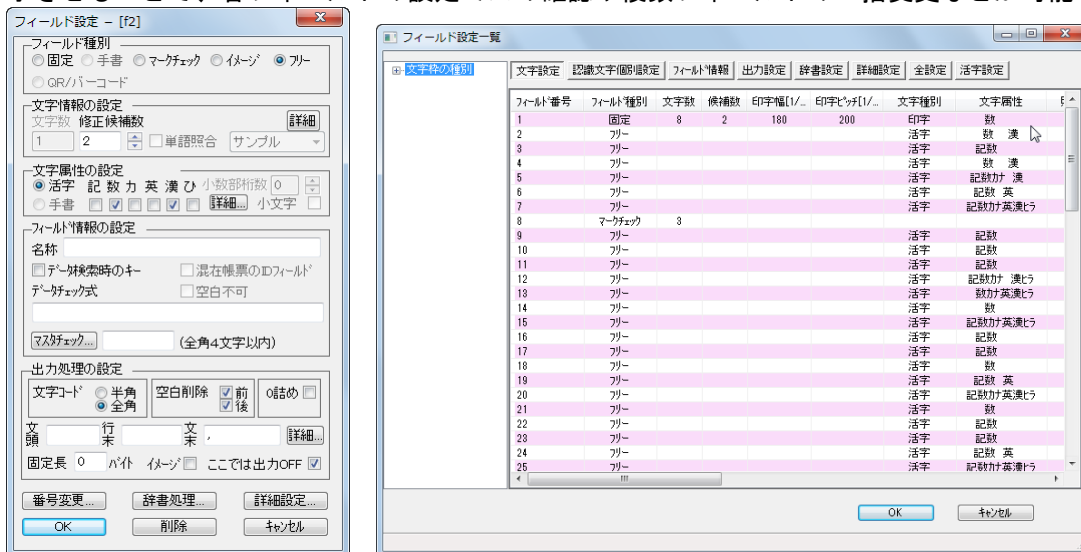 フィールド設定 - [f2]
フィールド種別
固定 手書 マークチェック イメージ フリー
QR/バーコード
文字情報の設定
文字数 修正候補数 詳細
1 2 単語照合 サンプル
文字属性の設定
活字 記 数 カ 英 漢 ひ 小数部桁数 0
手書 詳細... 小文字
フィールド情報の設定
名称
データ検索時のキー 混在帳票のIDフィールド
データチェック式 空白不可
マスタチェック... (全角4文字以内)
出力処理の設定
文字コード 半角 空白削除 前 0詰め
全角 後
文頭 行末 文末 , 詳細...
固定長 0 バイト イメージ ここでは出力OFF
番号変更... 辞書処理... 詳細設定...
OK 削除 キャンセル
フィールド設定一覧
文字枠の種別
文字設定 認識文字個別設定 フィールド情報 出力設定 辞書設定 詳細設定 全設定 活字設定
フィールド番号 フィールド種別 文字数 候補数 印字幅[1/... 印字ピッチ[1/... 文字種別 文字属性
1 固定 8 2 180 200 印字 数
2 フリー 活字 数 漢
3 フリー 活字 記数
4 フリー 活字 数 漢
5 フリー 活字 記数カナ 漢
6 フリー 活字 記数 英
7 フリー 活字 記数カナ英漢ヒラ
8 マークチェック 3
9 フリー 活字 記数
10 フリー 活字 記数
11 フリー 活字 記数
12 フリー 活字 記数カナ 漢ヒラ
13 フリー 活字 数カナ英漢ヒラ
14 フリー 活字 数
15 フリー 活字 記数カナ英漢ヒラ
16 フリー 活字 記数
17 フリー 活字 記数
18 フリー 活字 数
19 フリー 活字 記数 英
20 フリー 活字 記数カナ英漢ヒラ
21 フリー 活字 数
22 フリー 活字 記数
23 フリー 活字 記数
24 フリー 活字 記数 英
25 フリー 活字 記数カナ英漢ヒラ
OK キャンセル